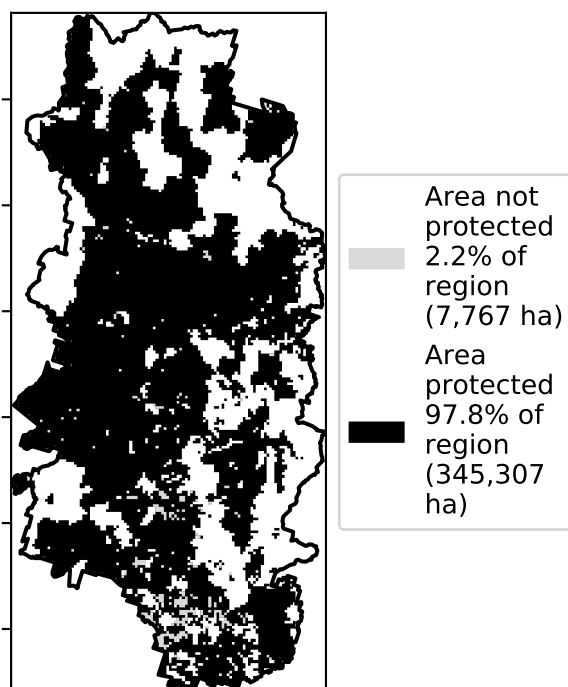 Area not
protected
2.2% of
region
(7,767 ha)
Area
protected
97.8% of
region
(345,307
ha)